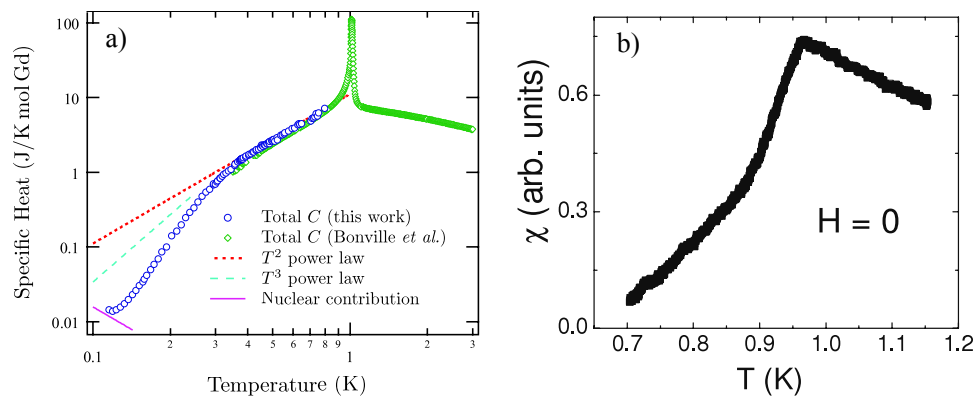 a)
Specific Heat (J/K mol Gd)
100
10
1
0.1
0.01
Total C (this work)
Total C (Bonville et al.)
T² power law
T³ power law
Nuclear contribution
0.1
2
3
4
5
6
7
8
9
1
2
3
Temperature (K)
b)
χ (arb. units)
0.6
0.3
0.0
H = 0
0.7
0.8
0.9
1.0
1.1
1.2
T (K)